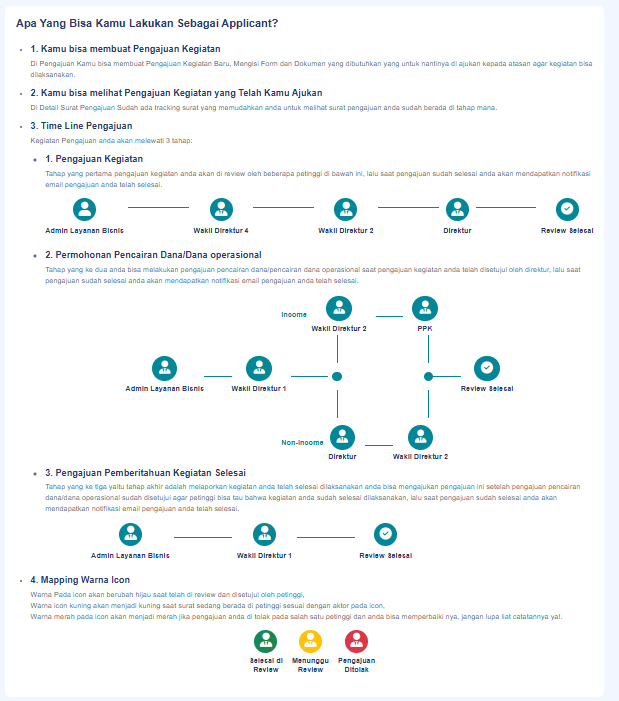 Apa Yang Bisa Kamu Lakukan Sebagai Applicant?
1. Kamu bisa membuat Pengajuan Kegiatan
Di Pengajuan Kamu bisa membuat Pengajuan Kegiatan Baru, Mengisi Form dan Dokumen yang dibutuhkan yang untuk nantinya di ajukan kepada atasan agar kegiatan bisa
dilaksanakan.
2. Kamu bisa melihat Pengajuan Kegiatan yang Telah Kamu Ajukan
Di Detail Surat Pengajuan Sudah ada tracking surat yang memudahkan anda untuk melihat surat pengajuan anda sudah berada di tahap mana.
3. Time Line Pengajuan
Kegiatan Pengajuan anda akan melewati 3 tahap:
1. Pengajuan Kegiatan
Tahap yang pertama pengajuan kegiatan anda akan di review oleh beberapa petinggi di bawah ini, lalu saat pengajuan sudah selesai anda akan mendapatkan notifikasi
email pengajuan anda telah selesai.
Admin Layanan Bisnis
Wakil Direktur 4
Wakil Direktur 2
Direktur
Review Selesai
2. Permohonan Pencairan Dana/Dana operasional
Tahap yang ke dua anda bisa melakukan pengajuan pencairan dana/pencairan dana operasional saat pengajuan kegiatan anda telah disetujui oleh direktur, lalu saat
pengajuan sudah selesai anda akan mendapatkan notifikasi email pengajuan anda telah selesai.
Income
Wakil Direktur 2
PPK
Admin Layanan Bisnis
Wakil Direktur 1
Review Selesai
Non-Income
Direktur
Wakil Direktur 2
3. Pengajuan Pemberitahuan Kegiatan Selesai
Tahap yang ke tiga yaitu tahap akhir adalah melaporkan kegiatan anda telah selesai dilaksanakan anda bisa mengajukan pengajuan ini setelah pengajuan pencairan
dana/dana operasional sudah disetujui agar petinggi bisa tau bahwa kegiatan anda sudah selesai dilaksanakan, lalu saat pengajuan sudah selesai anda akan
mendapatkan notifikasi email pengajuan anda telah selesai.
Admin Layanan Bisnis
Wakil Direktur 1
Review Selesai
4. Mapping Warna Icon
Warna Pada icon akan berubah hijau saat telah di review dan disetujui oleh petinggi,
Warna icon kuning akan menjadi kuning saat surat sedang berada di petinggi sesuai dengan aktor pada icon,
Warna merah pada icon akan menjadi merah jika pengajuan anda di tolak pada salah satu petinggi dan anda bisa memperbaiki nya, jangan lupa liat catatannya ya!.
Selesai di
Review
Menunggu
Review
Pengajuan
Ditolak